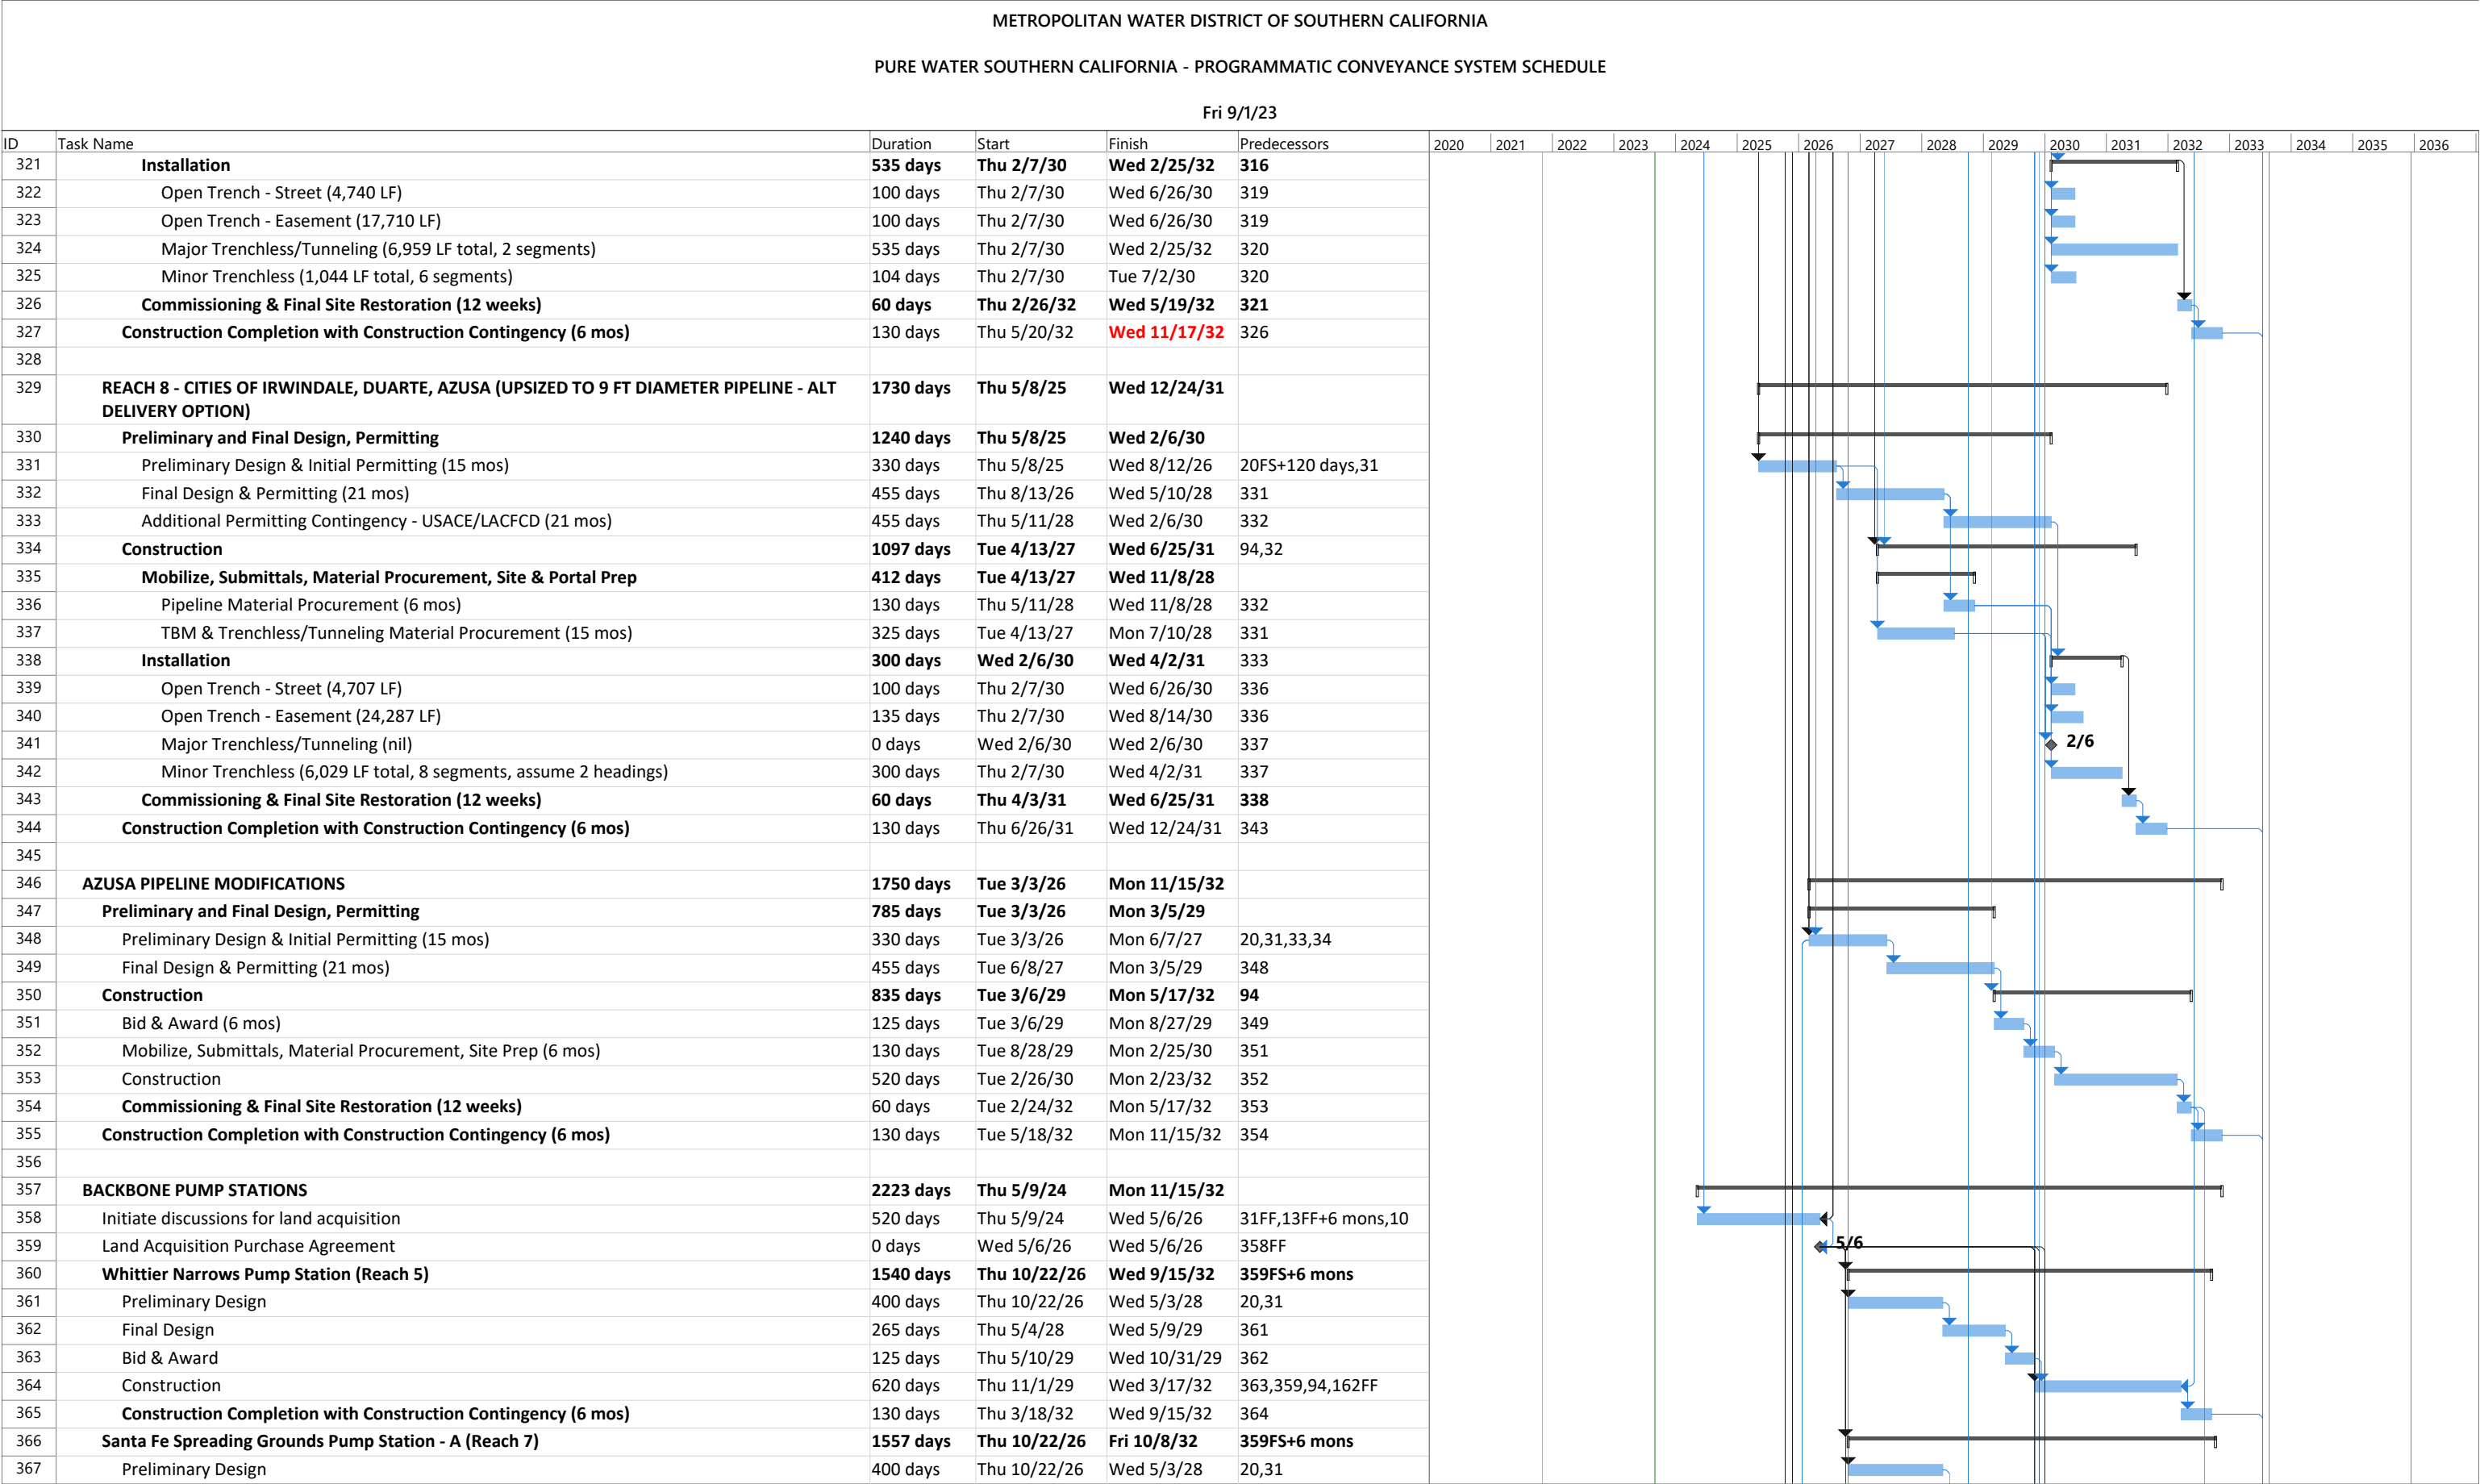 METROPOLITAN WATER DISTRICT OF SOUTHERN CALIFORNIA
PURE WATER SOUTHERN CALIFORNIA - PROGRAMMATIC CONVEYANCE SYSTEM SCHEDULE
Fri 9/1/23
ID Task Name Duration Start Finish Predecessors 2020 2021 2022 2023 2024 2025 2026 2027 2028 2029 2030 2031 2032 2033 2034 2035 2036
321 Installation 535 days Thu 2/7/30 Wed 2/25/32 316
322 Open Trench - Street (4,740 LF) 100 days Thu 2/7/30 Wed 6/26/30 319
323 Open Trench - Easement (17,710 LF) 100 days Thu 2/7/30 Wed 6/26/30 319
324 Major Trenchless/Tunneling (6,959 LF total, 2 segments) 535 days Thu 2/7/30 Wed 2/25/32 320
325 Minor Trenchless (1,044 LF total, 6 segments) 104 days Thu 2/7/30 Tue 7/2/30 320
326 Commissioning & Final Site Restoration (12 weeks) 60 days Thu 2/26/32 Wed 5/19/32 321
327 Construction Completion with Construction Contingency (6 mos) 130 days Thu 5/20/32 Wed 11/17/32 326
328
329 REACH 8 - CITIES OF IRWINDALE, DUARTE, AZUSA (UPSIZED TO 9 FT DIAMETER PIPELINE - ALT 1730 days Thu 5/8/25 Wed 12/24/31
DELIVERY OPTION)
330 Preliminary and Final Design, Permitting 1240 days Thu 5/8/25 Wed 2/6/30
331 Preliminary Design & Initial Permitting (15 mos) 330 days Thu 5/8/25 Wed 8/12/26 20FS+120 days,31
332 Final Design & Permitting (21 mos) 455 days Thu 8/13/26 Wed 5/10/28 331
333 Additional Permitting Contingency - USACE/LACFCD (21 mos) 455 days Thu 5/11/28 Wed 2/6/30 332
334 Construction 1097 days Tue 4/13/27 Wed 6/25/31 94,32
335 Mobilize, Submittals, Material Procurement, Site & Portal Prep 412 days Tue 4/13/27 Wed 11/8/28
336 Pipeline Material Procurement (6 mos) 130 days Thu 5/11/28 Wed 11/8/28 332
337 TBM & Trenchless/Tunneling Material Procurement (15 mos) 325 days Tue 4/13/27 Mon 7/10/28 331
338 Installation 300 days Wed 2/6/30 Wed 4/2/31 333
339 Open Trench - Street (4,707 LF) 100 days Thu 2/7/30 Wed 6/26/30 336
340 Open Trench - Easement (24,287 LF) 135 days Thu 2/7/30 Wed 8/14/30 336
341 Major Trenchless/Tunneling (nil) 0 days Wed 2/6/30 Wed 2/6/30 337 2/6
342 Minor Trenchless (6,029 LF total, 8 segments, assume 2 headings) 300 days Thu 2/7/30 Wed 4/2/31 337
343 Commissioning & Final Site Restoration (12 weeks) 60 days Thu 4/3/31 Wed 6/25/31 338
344 Construction Completion with Construction Contingency (6 mos) 130 days Thu 6/26/31 Wed 12/24/31 343
345
346 AZUSA PIPELINE MODIFICATIONS 1750 days Tue 3/3/26 Mon 11/15/32
347 Preliminary and Final Design, Permitting 785 days Tue 3/3/26 Mon 3/5/29
348 Preliminary Design & Initial Permitting (15 mos) 330 days Tue 3/3/26 Mon 6/7/27 20,31,33,34
349 Final Design & Permitting (21 mos) 455 days Tue 6/8/27 Mon 3/5/29 348
350 Construction 835 days Tue 3/6/29 Mon 5/17/32 94
351 Bid & Award (6 mos) 125 days Tue 3/6/29 Mon 8/27/29 349
352 Mobilize, Submittals, Material Procurement, Site Prep (6 mos) 130 days Tue 8/28/29 Mon 2/25/30 351
353 Construction 520 days Tue 2/26/30 Mon 2/23/32 352
354 Commissioning & Final Site Restoration (12 weeks) 60 days Tue 2/24/32 Mon 5/17/32 353
355 Construction Completion with Construction Contingency (6 mos) 130 days Tue 5/18/32 Mon 11/15/32 354
356
357 BACKBONE PUMP STATIONS 2223 days Thu 5/9/24 Mon 11/15/32
358 Initiate discussions for land acquisition 520 days Thu 5/9/24 Wed 5/6/26 31FF,13FF+6 mons,10
359 Land Acquisition Purchase Agreement 0 days Wed 5/6/26 Wed 5/6/26 358FF 5/6
360 Whittier Narrows Pump Station (Reach 5) 1540 days Thu 10/22/26 Wed 9/15/32 359FS+6 mons
361 Preliminary Design 400 days Thu 10/22/26 Wed 5/3/28 20,31
362 Final Design 265 days Thu 5/4/28 Wed 5/9/29 361
363 Bid & Award 125 days Thu 5/10/29 Wed 10/31/29 362
364 Construction 620 days Thu 11/1/29 Wed 3/17/32 363,359,94,162FF
365 Construction Completion with Construction Contingency (6 mos) 130 days Thu 3/18/32 Wed 9/15/32 364
366 Santa Fe Spreading Grounds Pump Station - A (Reach 7) 1557 days Thu 10/22/26 Fri 10/8/32 359FS+6 mons
367 Preliminary Design 400 days Thu 10/22/26 Wed 5/3/28 20,31